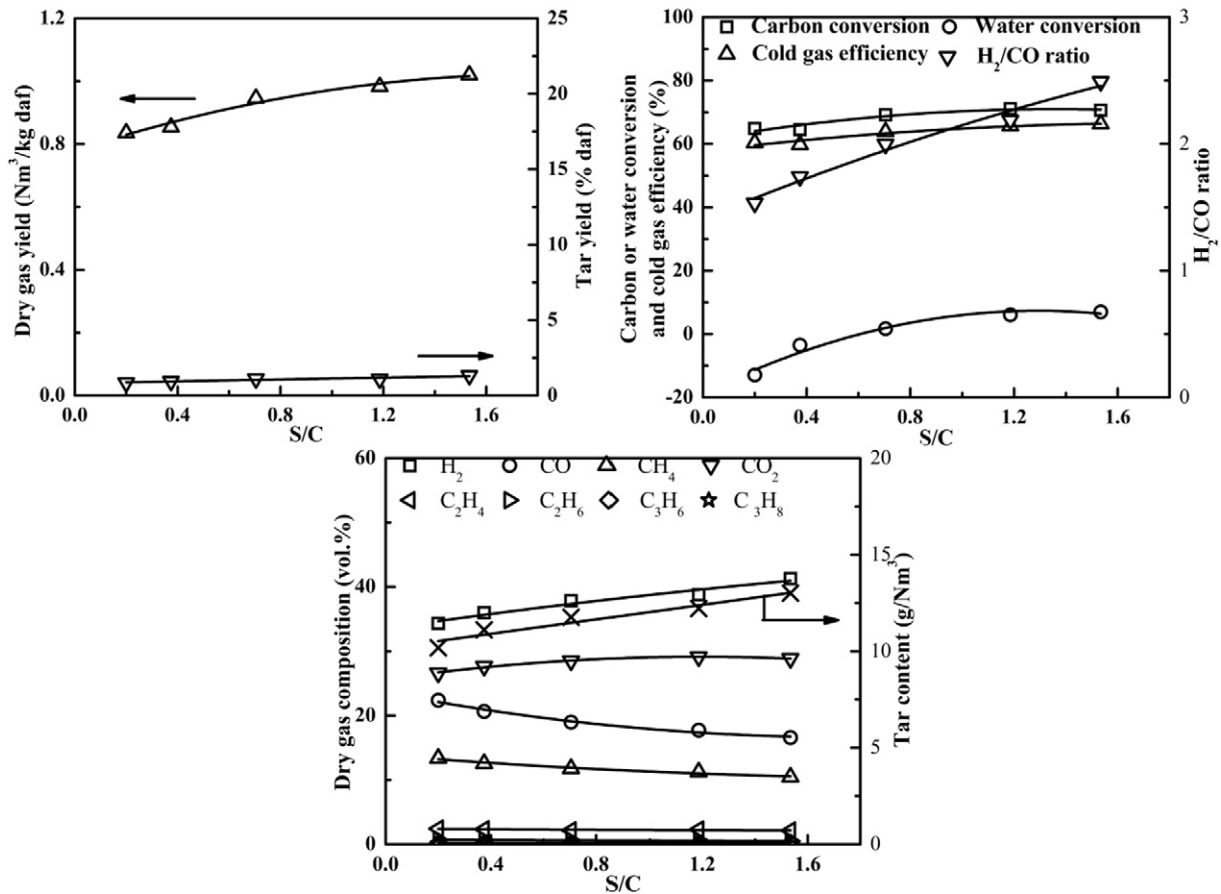 1.2
0.8
0.4
0.0
25
20
15
10
5
0
0.0 0.4 0.8 1.2 1.6
S/C
Dry gas yield (Nm³/kg daf)
Tar yield (% daf)
100
80
60
40
20
0
-20
3
2
1
0
Carbon conversion Water conversion
Cold gas efficiency H₂/CO ratio
0.0 0.4 0.8 1.2 1.6
S/C
Carbon or water conversion
and cold gas efficiency (%)
H₂/CO ratio
60
40
20
0
20
15
10
5
0
H₂ CO CH₄ CO₂
C₂H₄ C₂H₆ C₃H₆ C₃H₈
0.0 0.4 0.8 1.2 1.6
S/C
Dry gas composition (vol.%)
Tar content (g/Nm³)